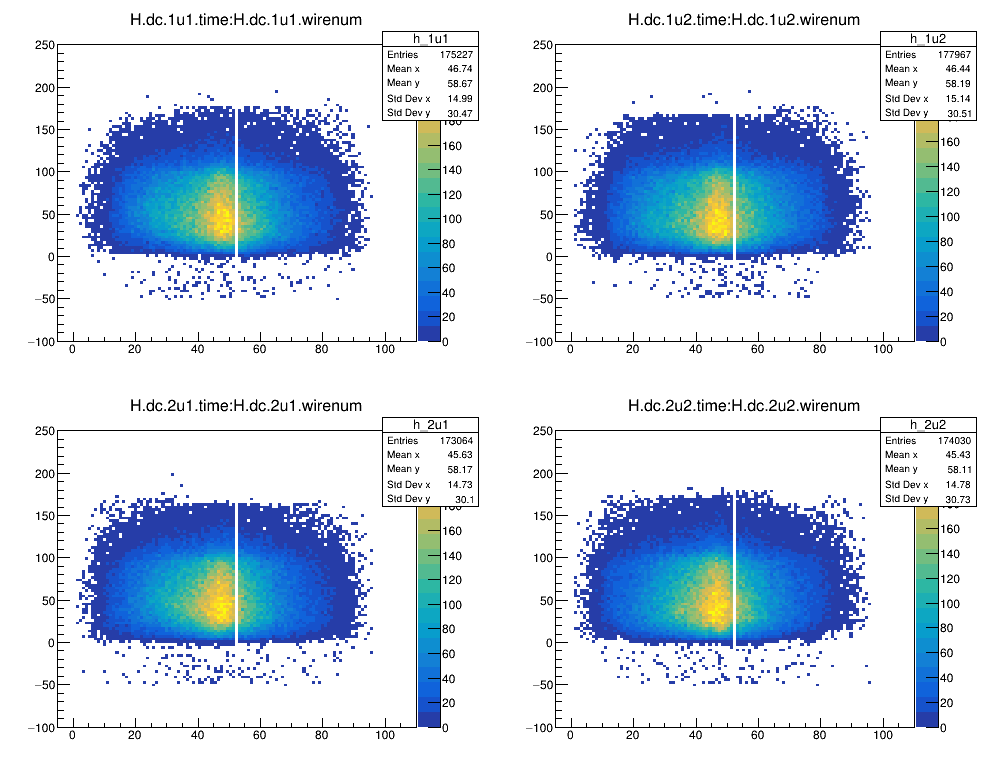 H.dc.1u1.time:H.dc.1u1.wirenum
h_1u1
Entries 175227
Mean x 46.74
Mean y 58.67
Std Dev x 14.99
Std Dev y 30.47
250
200
150
100
50
0
−50
−100
0 20 40 60 80 100
160
140
120
100
80
60
40
20
0
H.dc.1u2.time:H.dc.1u2.wirenum
h_1u2
Entries 177967
Mean x 46.44
Mean y 58.19
Std Dev x 15.14
Std Dev y 30.51
250
200
150
100
50
0
−50
−100
0 20 40 60 80 100
160
140
120
100
80
60
40
20
0
H.dc.2u1.time:H.dc.2u1.wirenum
h_2u1
Entries 173064
Mean x 45.63
Mean y 58.17
Std Dev x 14.73
Std Dev y 30.1
250
200
150
100
50
0
−50
−100
0 20 40 60 80 100
160
140
120
100
80
60
40
20
0
H.dc.2u2.time:H.dc.2u2.wirenum
h_2u2
Entries 174030
Mean x 45.43
Mean y 58.11
Std Dev x 14.78
Std Dev y 30.73
250
200
150
100
50
0
−50
−100
0 20 40 60 80 100
160
140
120
100
80
60
40
20
0